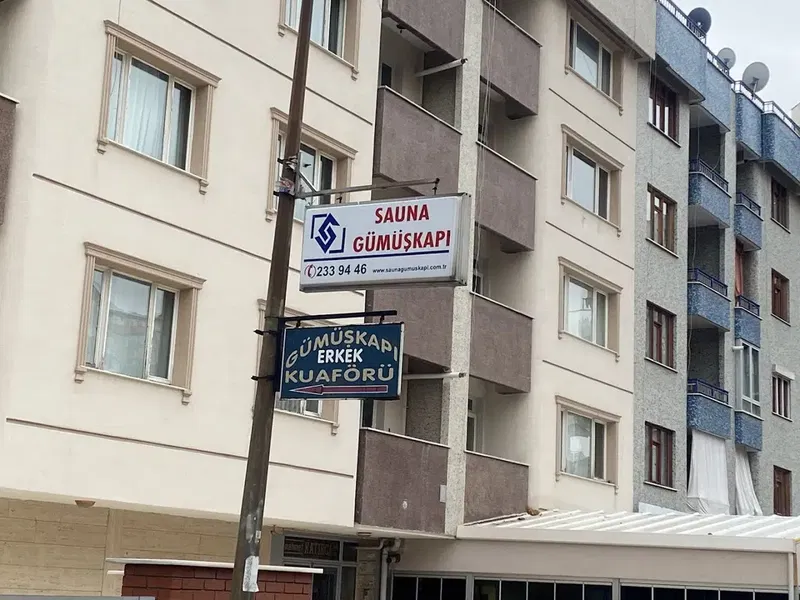 SAUNA
GÜMÜŞKAPI
233 94 46 www.saunagumuskapi.com.tr
GÜMÜŞKAPI
ERKEK
KUAFÖRÜ